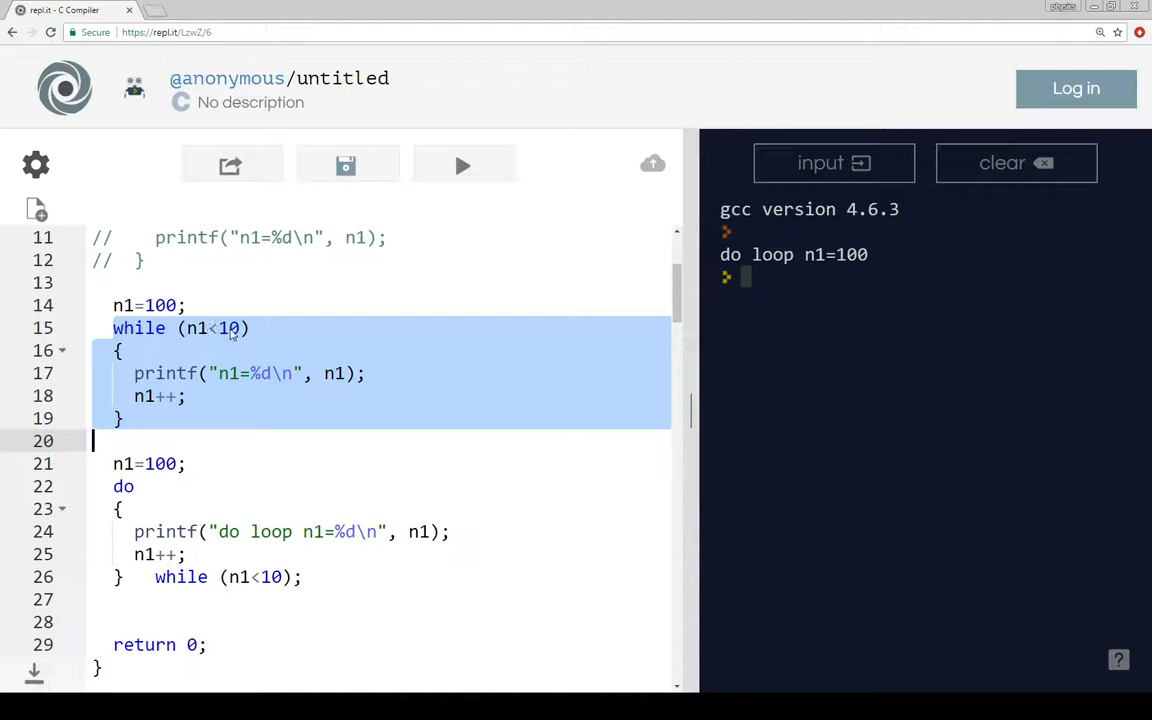 repl.it - C Compiler
physics
Secure https://repl.it/LzwZ/6
@anonymous/untitled
No description
Log in
input
clear
gcc version 4.6.3
do loop n1=100
11 // printf("n1=%d\n", n1);
12 // }
13
14 n1=100;
15 while (n1<10)
16 {
17 printf("n1=%d\n", n1);
18 n1++;
19 }
20
21 n1=100;
22 do
23 {
24 printf("do loop n1=%d\n", n1);
25 n1++;
26 } while (n1<10);
27
28
29 return 0;
}
?